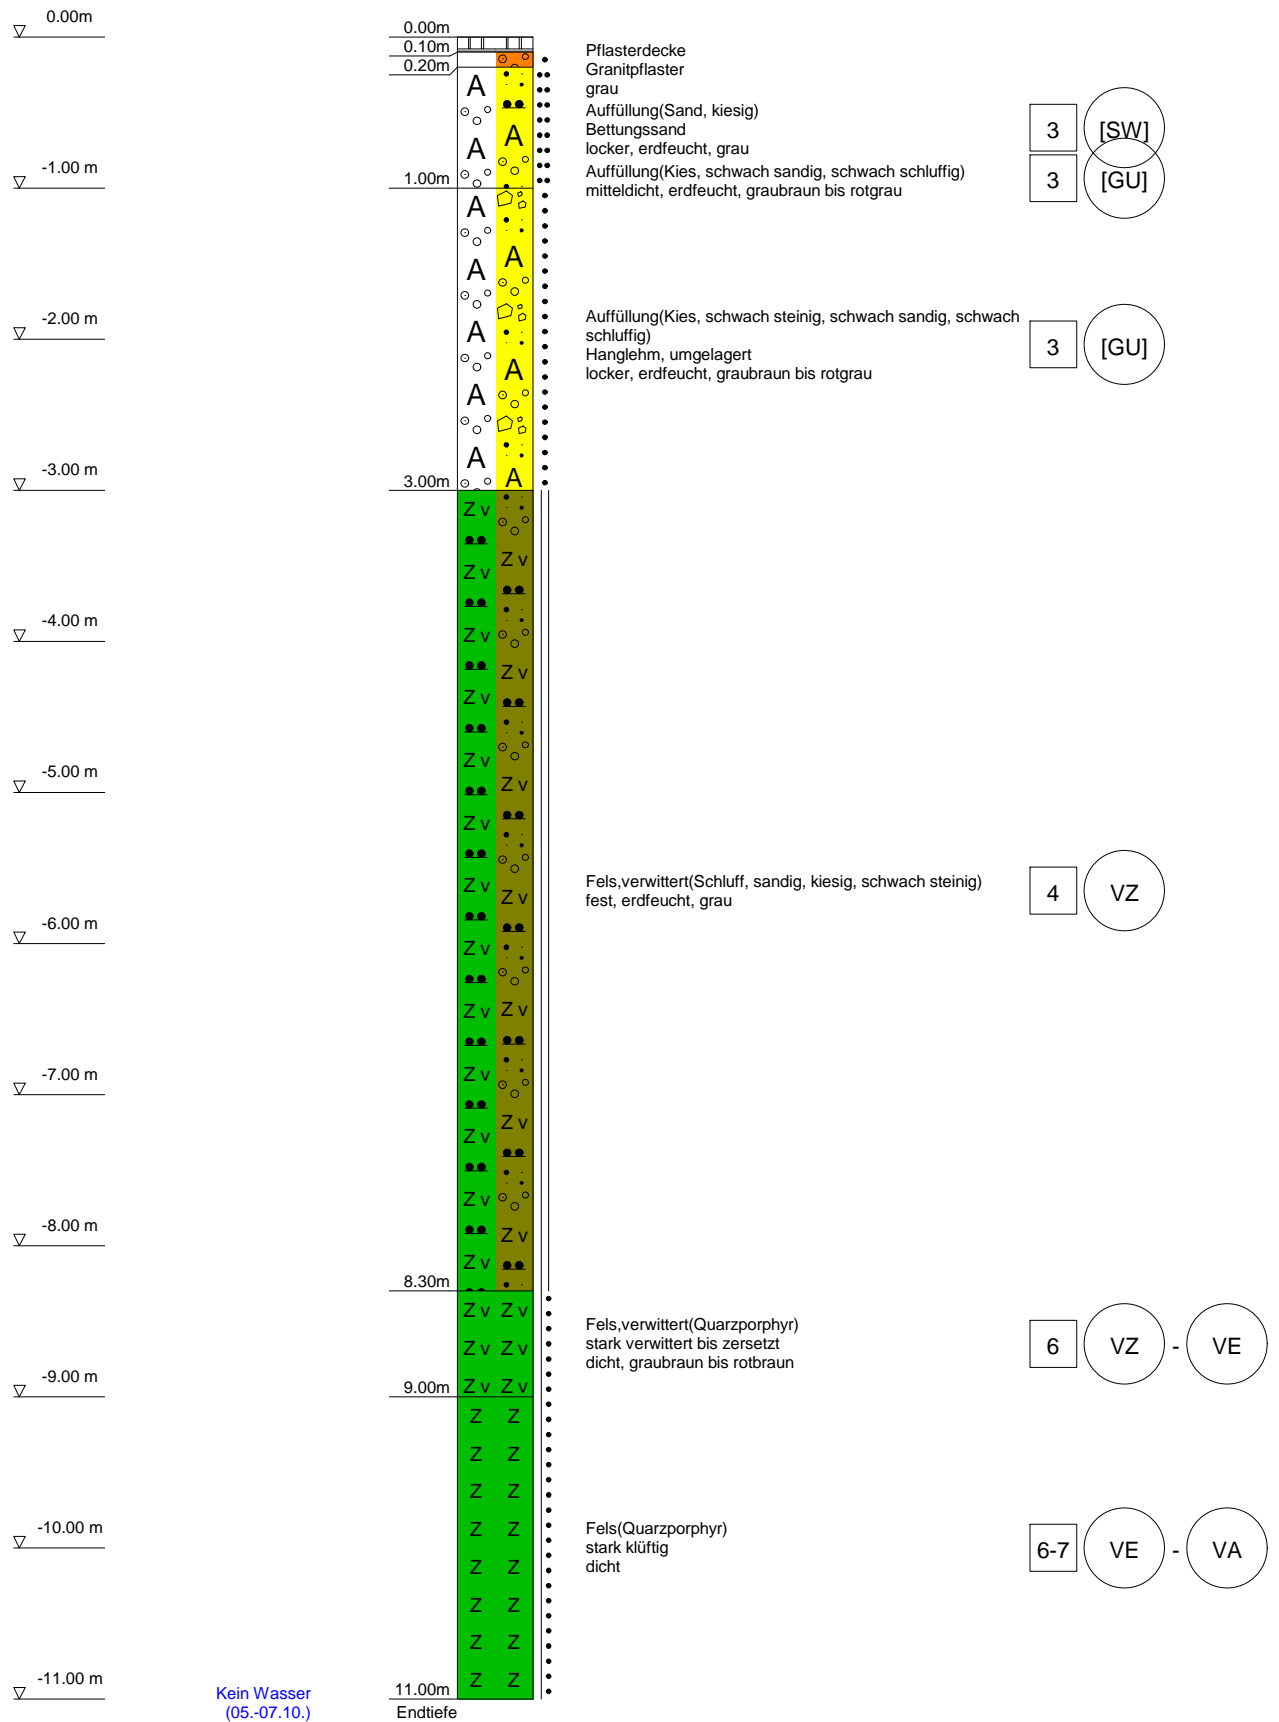 0.00m
0.00m
0.10m
0.20m
Pflasterdecke
Granitpflaster
grau
A
Auffüllung(Sand, kiesig)
Bettungssand
locker, erdfeucht, grau
3 [SW]
A
A
-1.00 m
1.00m
Auffüllung(Kies, schwach sandig, schwach schluffig)
mitteldicht, erdfeucht, graubraun bis rotgrau
3 [GU]
A
A
A
-2.00 m
Auffüllung(Kies, schwach steinig, schwach sandig, schwach
schluffig)
Hanglehm, umgelagert
locker, erdfeucht, graubraun bis rotgrau
3 [GU]
A
A
A
A
-3.00 m
3.00m
A
Z v
Z v
Z v
-4.00 m
Z v
Z v
Z v
Z v
-5.00 m
Z v
Z v
Z v
Fels,verwittert(Schluff, sandig, kiesig, schwach steinig)
fest, erdfeucht, grau
4 VZ
Z v
-6.00 m
Z v
Z v
Z v
-7.00 m
Z v
Z v
Z v
Z v
-8.00 m
Z v
Z v
8.30m
Z v Z v
Z v Z v
Z v Z v
Fels,verwittert(Quarzporphyr)
stark verwittert bis zersetzt
dicht, graubraun bis rotbraun
6 VZ - VE
-9.00 m
9.00m
Z Z
Z Z
Z Z
-10.00 m
Z Z
Fels(Quarzporphyr)
stark klüftig
dicht
6-7 VE - VA
Z Z
Z Z
Z Z
Z Z
-11.00 m
11.00m
Endtiefe
Kein Wasser
(05.-07.10.)